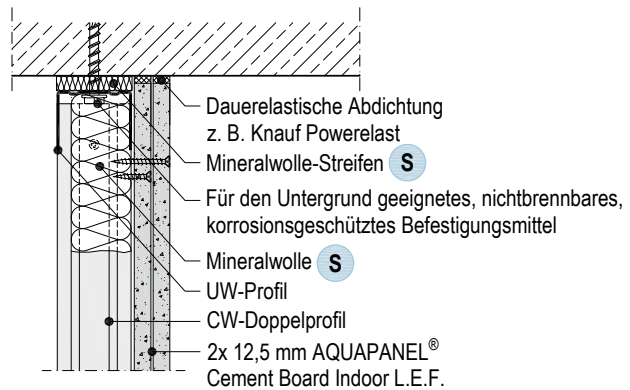 Dauerelastische Abdichtung
z. B. Knauf Powerelast
Mineralwolle-Streifen S
Für den Untergrund geeignetes, nichtbrennbares,
korrosionsgeschütztes Befestigungsmittel
Mineralwolle S
UW-Profil
CW-Doppelprofil
2x 12,5 mm AQUAPANEL®
Cement Board Indoor L.E.F.